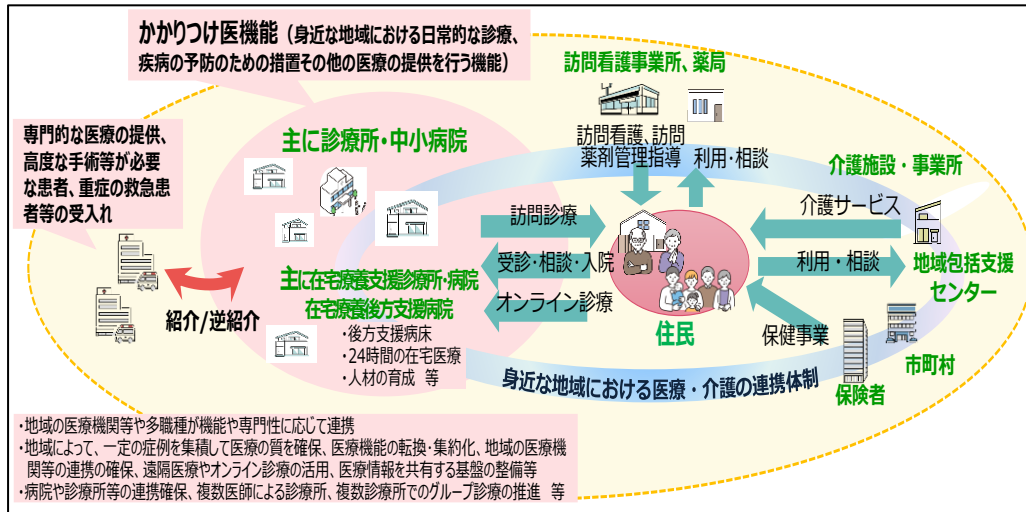 かかりつけ医機能（身近な地域における日常的な診療、
疾病の予防のための措置その他の医療の提供を行う機能）
専門的な医療の提供、
高度な手術等が必要
な患者、重症の救急患
者等の受入れ
主に診療所・中小病院
訪問看護事業所、薬局
訪問看護、訪問
薬剤管理指導
利用・相談
介護施設・事業所
介護サービス
訪問診療
受診・相談・入院
オンライン診療
利用・相談
地域包括支援
センター
主に在宅療養支援診療所・病院
在宅療養後方支援病院
・後方支援病床
・24時間の在宅医療
・人材の育成 等
紹介/逆紹介
住民
保健事業
市町村
保険者
身近な地域における医療・介護の連携体制
・地域の医療機関等や多職種が機能や専門性に応じて連携
・地域によって、一定の症例を集積して医療の質を確保、医療機能の転換・集約化、地域の医療機
関等の連携の確保、遠隔医療やオンライン診療の活用、医療情報を共有する基盤の整備等
・病院や診療所等の連携確保、複数医師による診療所、複数診療所でのグループ診療の推進 等